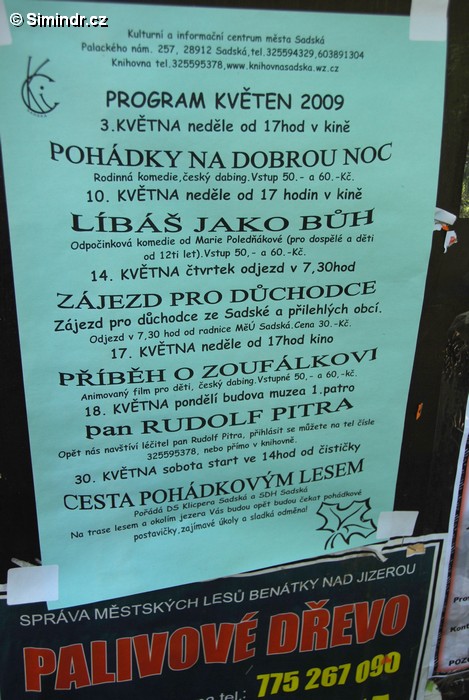 © Simindr.cz
Kulturní a informační centrum města Sadská
Palackého nám. 257, 28912 Sadská,tel.325594329,603891304
Knihovna tel.325595378,www.knihovnasadska.wz.cz
PROGRAM KVĚTEN 2009
3.KVĚTNA neděle od 17hod v kině
POHÁDKY NA DOBROU NOC
Rodinná komedie,český dabing.Vstup 50.- a 60.-Kč.
10. KVĚTNA neděle od 17 hodin v kině
LÍBÁŠ JAKO BŮH
Odpočinková komedie od Marie Poledňákové (pro dospělé a děti
od 12ti let).Vstup 50,- a 60.-Kč.
14. KVĚTNA čtvrtek odjezd v 7,30hod
ZÁJEZD PRO DŮCHODCE
Zájezd pro důchodce ze Sadské a přilehlých obcí.
Odjezd v 7,30 hod od radnice MěÚ Sadská.Cena 30.-Kč.
17. KVĚTNA neděle od 17hod kino
PŘÍBĚH O ZOUFÁLKOVI
Animovaný film pro děti, český dabing.Vstupné 50,- a 60,-Kč.
18. KVĚTNA pondělí budova muzea 1.patro
pan RUDOLF PITRA
Opět nás navštíví léčitel pan Rudolf Pitra, přihlásit se můžete na tel čísle
325595378, nebo přímo v knihovně.
30. KVĚTNA sobota start ve 14hod od čističky
CESTA POHÁDKOVÝM LESEM
Pořádá DS Klicpera Sadská a SDH Sadská
Na trase lesem a okolím jezera Vás budou opět budou čekat pohádkové
postavičky,zajímavé úkoly a sladká odměna!
SPRÁVA MĚSTSKÝCH LESŮ BENÁTKY NAD JIZEROU
PALIVOVÉ DŘEVO
tel.: 775 267 090